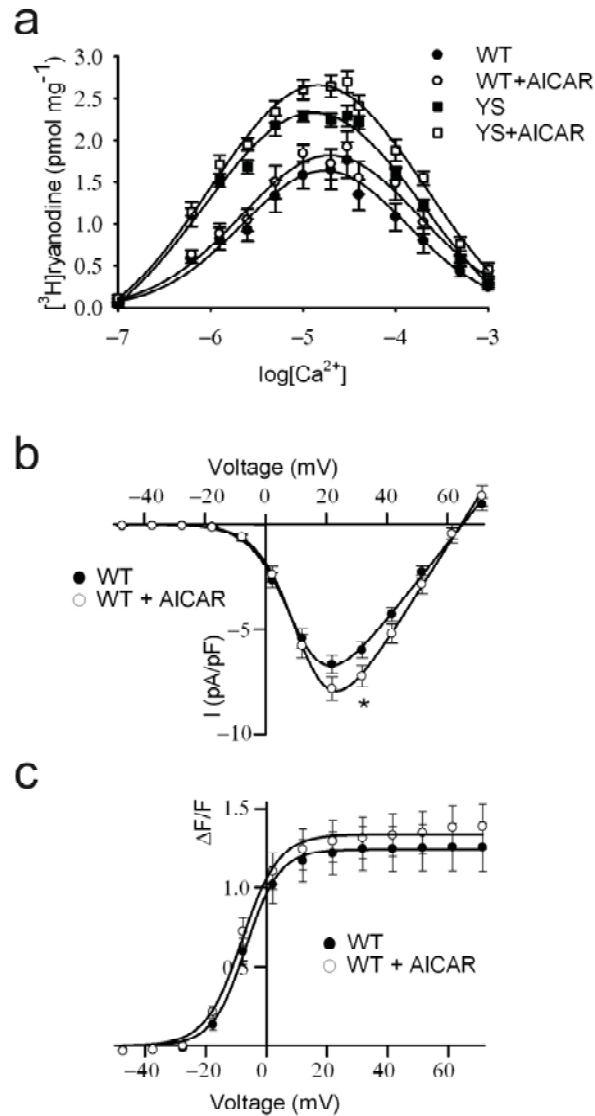 a
[³H]ryanodine (pmol mg⁻¹)
3.0
2.5
2.0
1.5
1.0
0.5
0.0
WT
WT+AICAR
YS
YS+AICAR
−7 −6 −5 −4 −3
log[Ca²⁺]
b
Voltage (mV)
−40 −20 0 20 40 60
WT
WT + AICAR
I (pA/pF)
−5
−10
*
c
ΔF/F
1.5
1.0
0.5
WT
WT + AICAR
−40 −20 0 20 40 60
Voltage (mV)